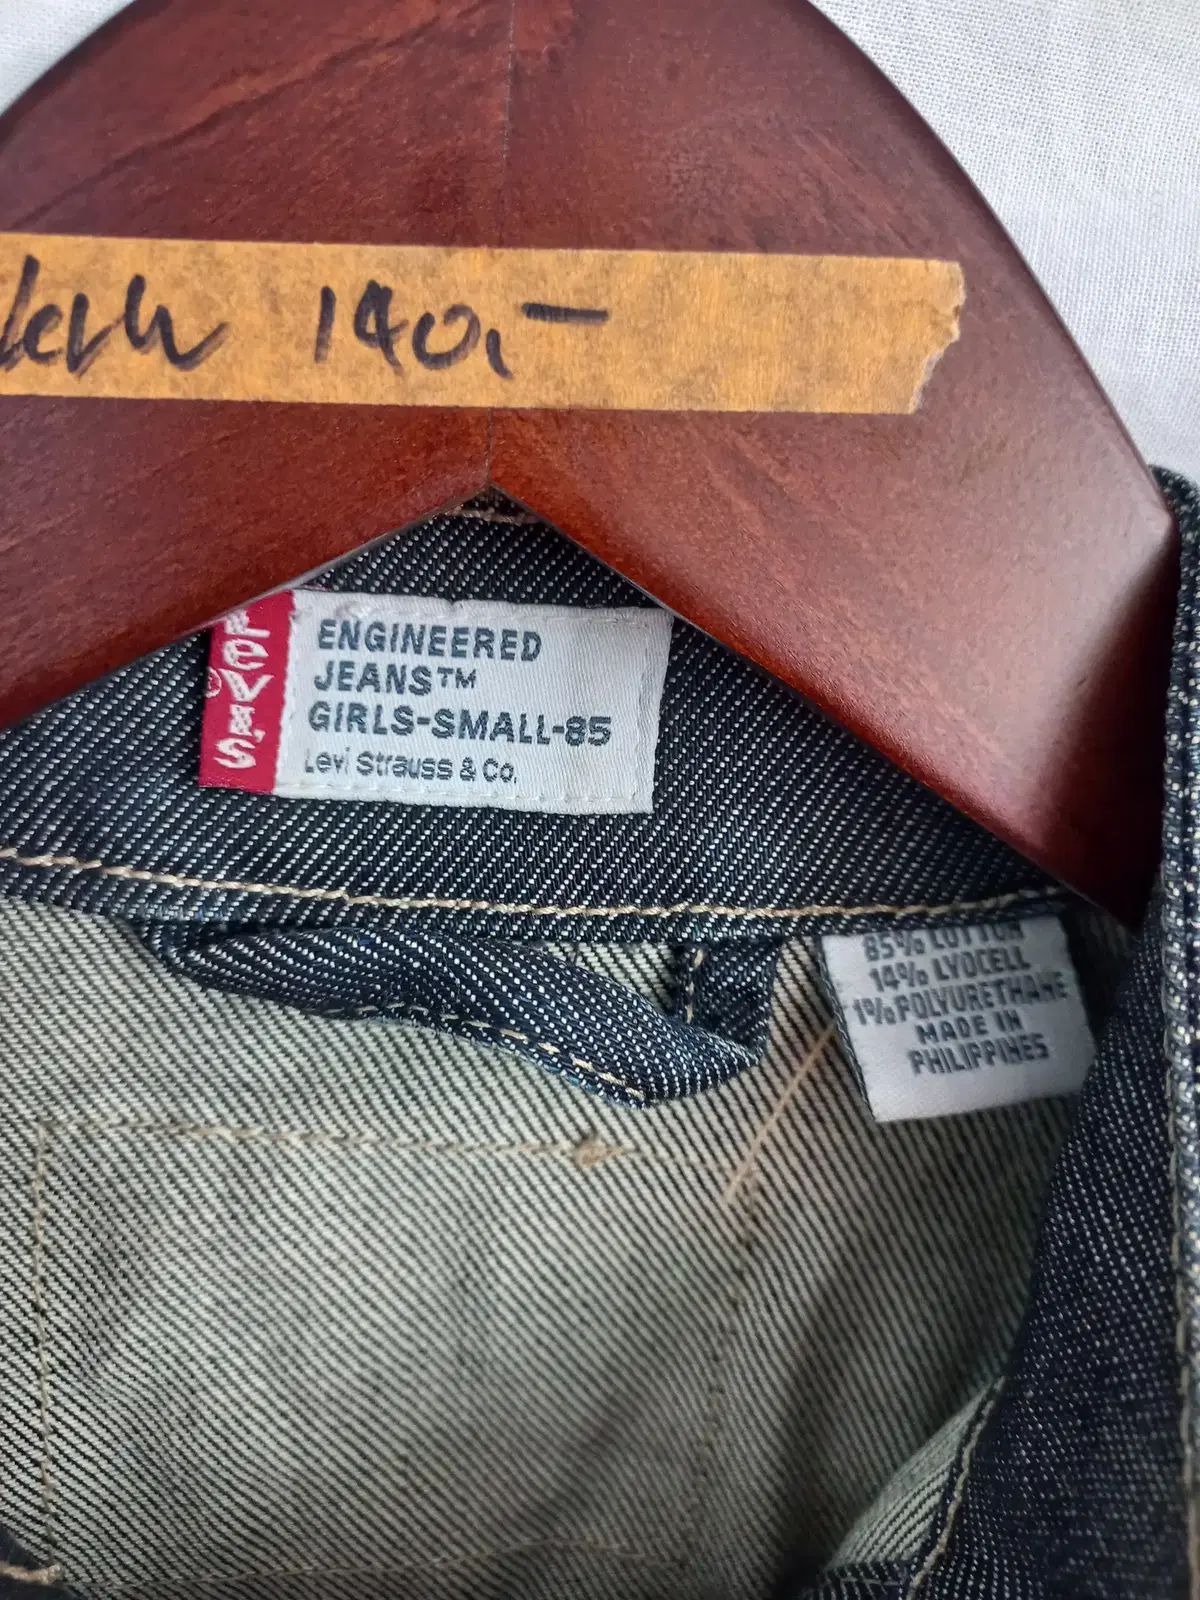 140,-
LEVI'S
®
ENGINEERED
JEANS™
GIRLS-SMALL-85
Levi Strauss & Co.
85% COTTON
14% LYOCELL
1% POLYURETHANE
MADE IN
PHILIPPINES